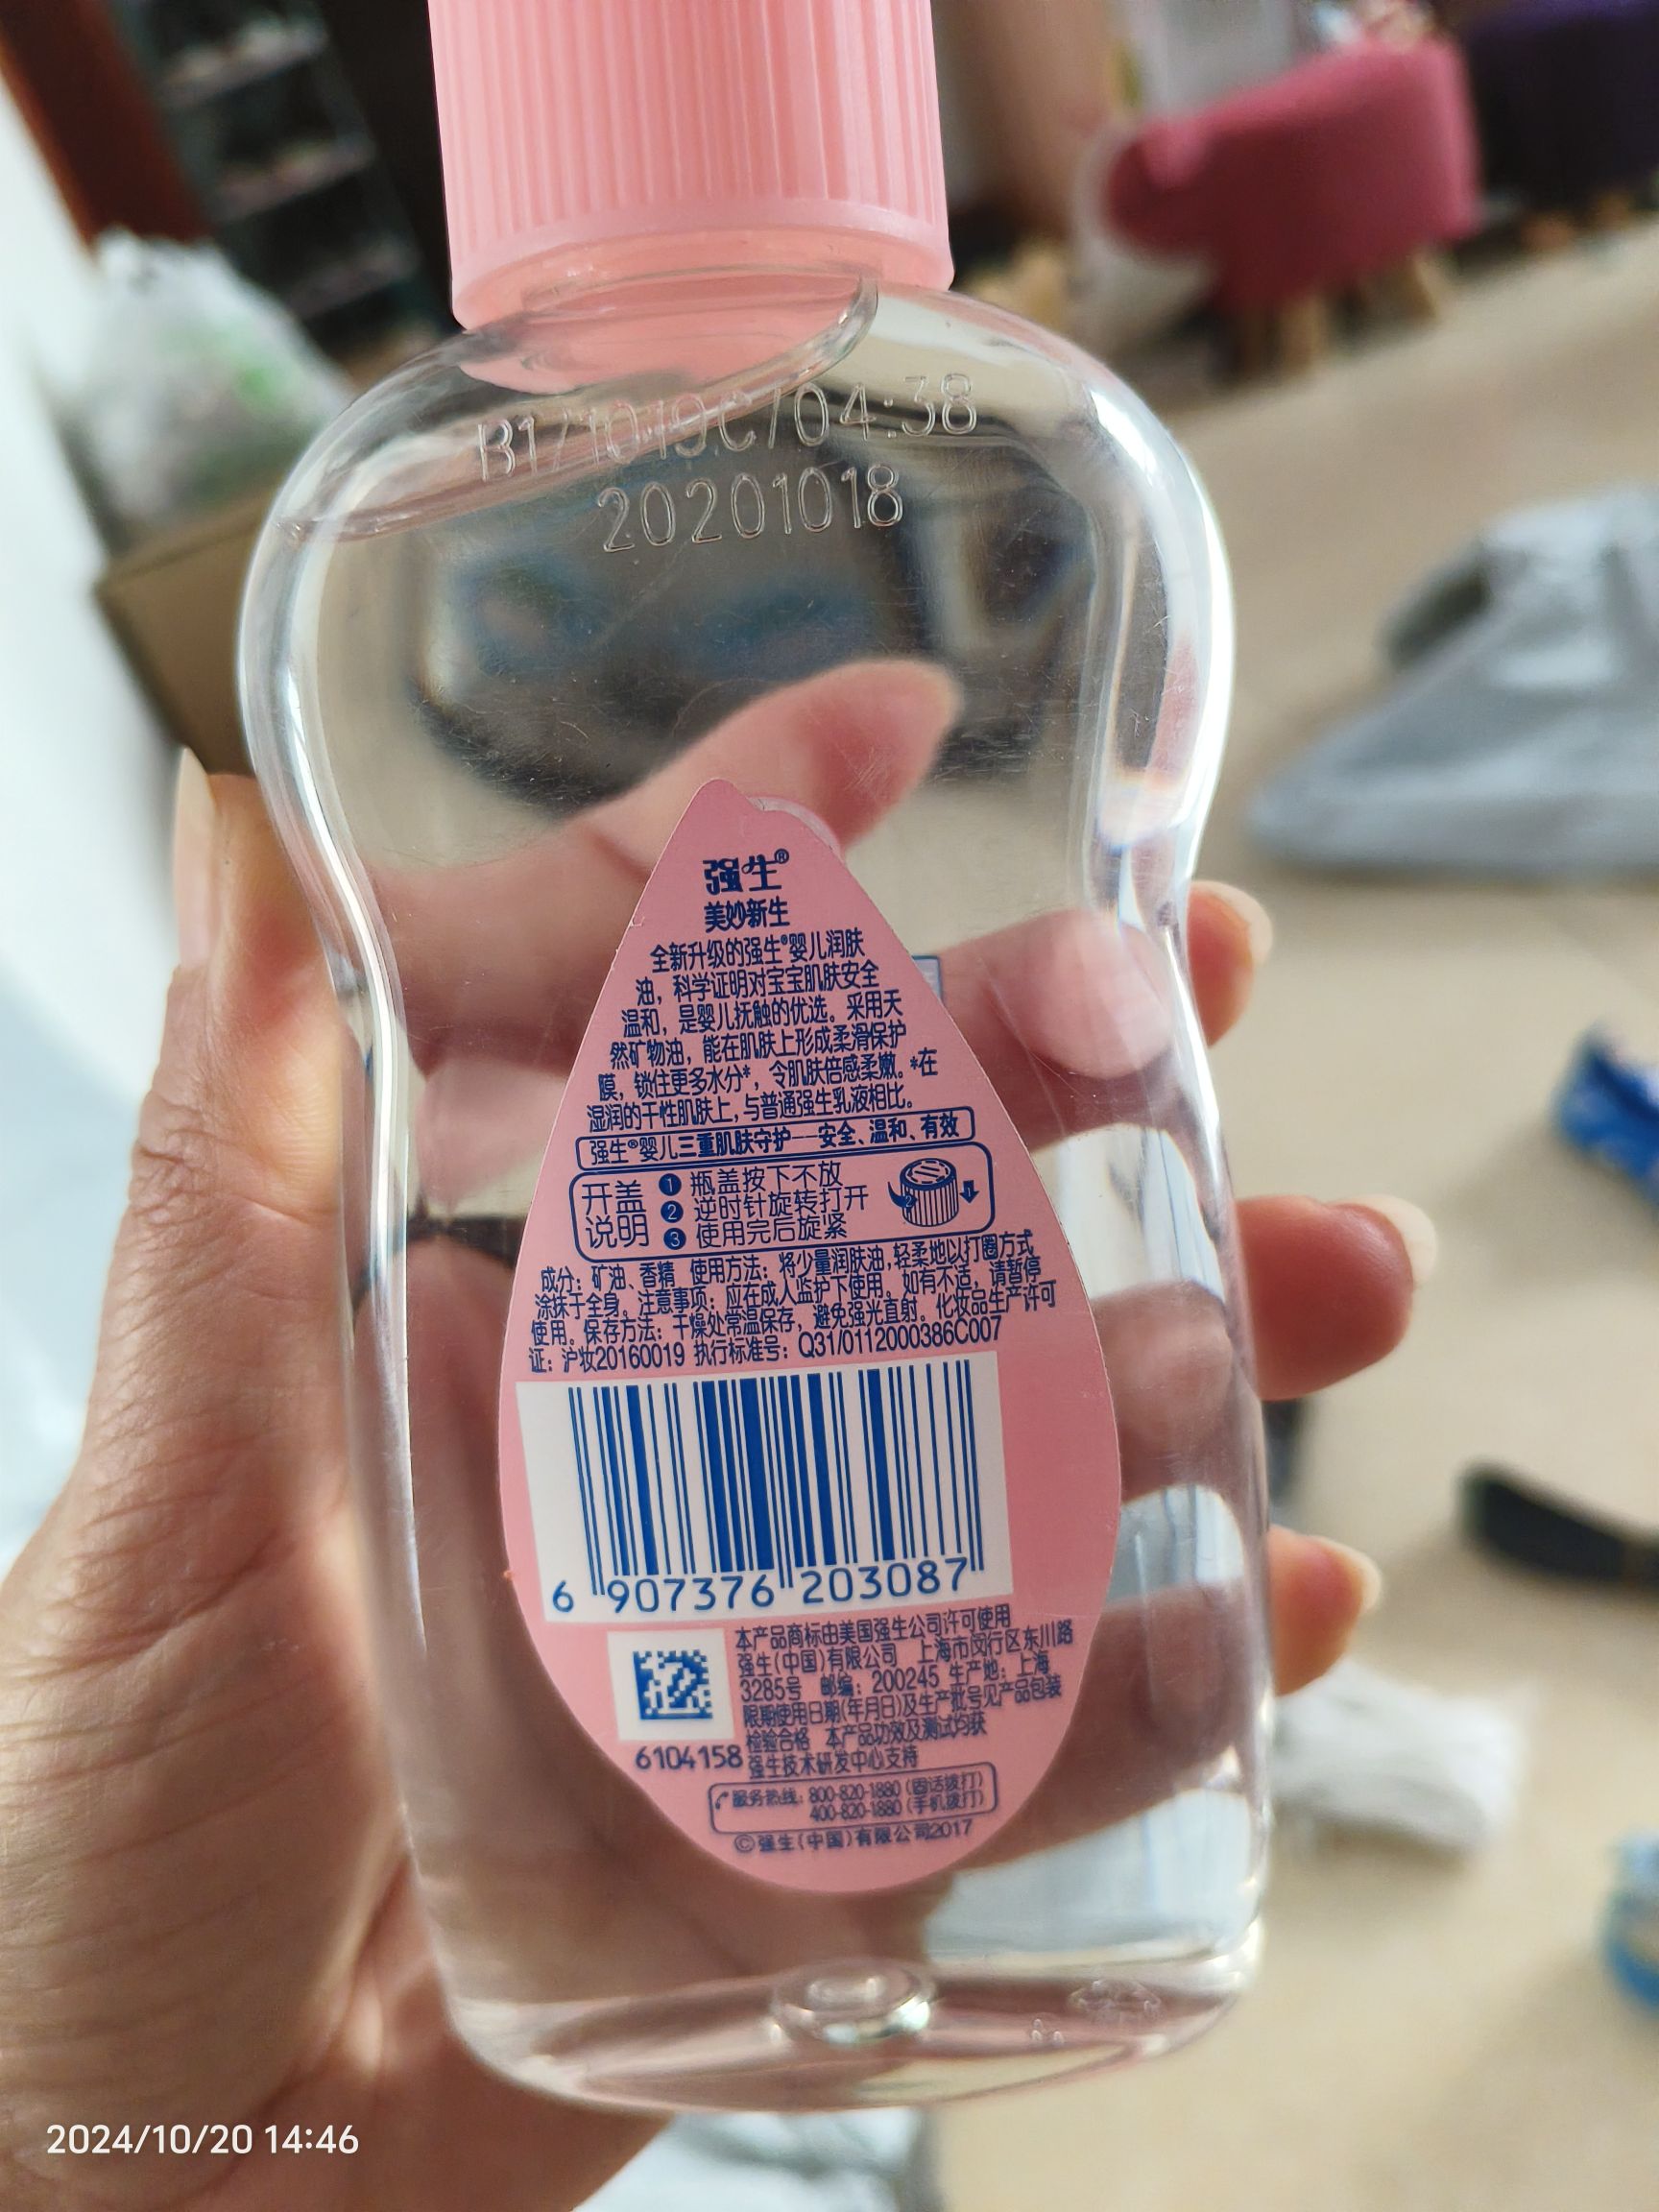 B1/1019C/04:38
20201018
强生®
美妙新生
全新升级的强生®婴儿润肤
油，科学证明对宝宝肌肤安全
温和，是婴儿抚触的优选。采用天
然矿物油，能在肌肤上形成柔滑保护
膜，锁住更多水分*，令肌肤倍感柔嫩。*在
湿润的干性肌肤上，与普通强生乳液相比。
强生®婴儿三重肌肤守护——安全、温和、有效
开盖说明
1 瓶盖按下不放
2 逆时针旋转打开
3 使用完后旋紧
成分：矿油、香精 使用方法：将少量润肤油,轻柔地以打圈方式
涂抹于全身。注意事项：应在成人监护下使用。如有不适，请暂停
使用。保存方法：干燥处常温保存，避免强光直射。化妆品生产许可
证：沪妆20160019 执行标准号：Q31/0112000386C007
6 907376 203087
本产品商标由美国强生公司许可使用
强生(中国)有限公司 上海市闵行区东川路
3285号 邮编：200245 生产地：上海
限期使用日期(年月日)及生产批号见产品包装
检验合格 本产品功效及测试均获
强生技术研发中心支持
6104158
服务热线：800-820-1880 (固话拨打)
400-820-1880 (手机拨打)
©强生(中国)有限公司2017
2024/10/20 14:46